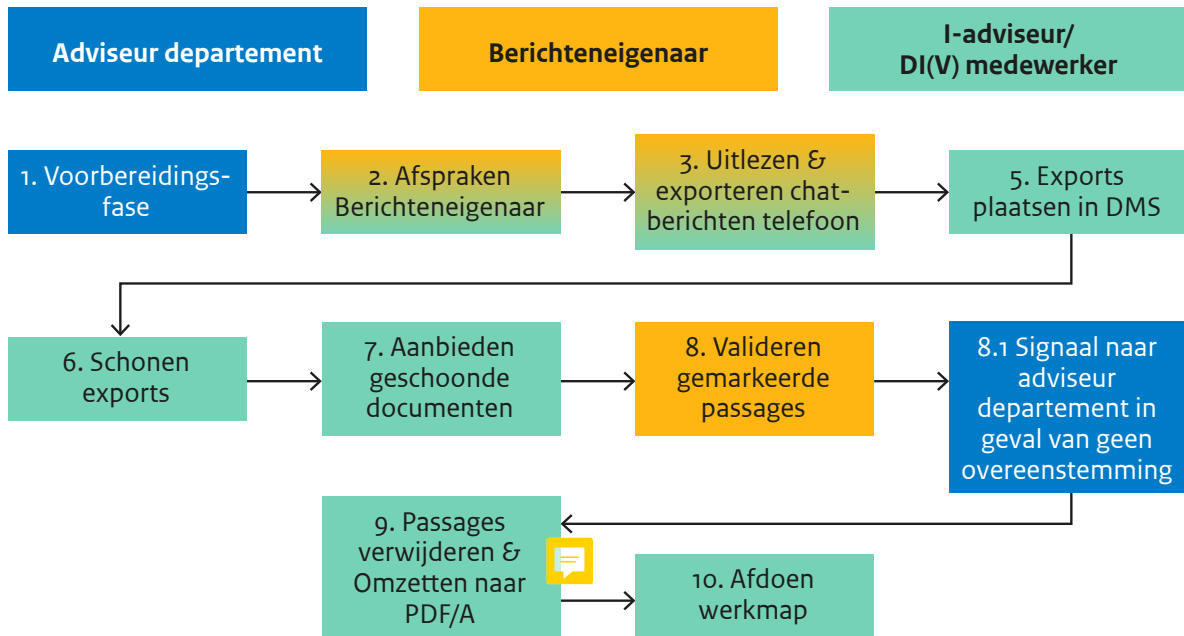 Adviseur departement
Berichteneigenaar
I-adviseur/
DI(V) medewerker
1. Voorbereidings-
fase
2. Afspraken
Berichteneigenaar
3. Uitlezen &
exporteren chat-
berichten telefoon
5. Exports
plaatsen in DMS
6. Schonen
exports
7. Aanbieden
geschoonde
documenten
8. Valideren
gemarkeerde
passages
8.1 Signaal naar
adviseur
departement in
geval van geen
overeenstemming
9. Passages
verwijderen &
Omzetten naar
PDF/A
10. Afdoen
werkmap